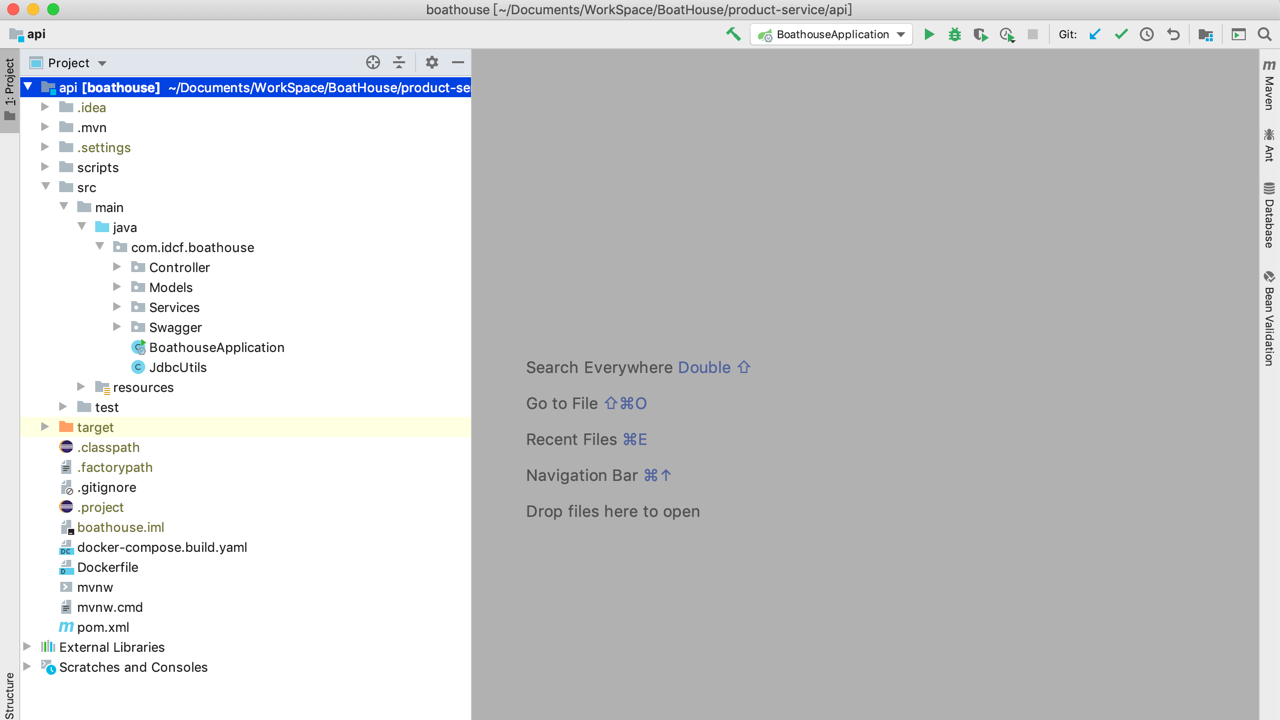 boathouse [~/Documents/WorkSpace/BoatHouse/product-service/api]
api
BoathouseApplication
Git:
1: Project
Project
api [boathouse] ~/Documents/WorkSpace/BoatHouse/product-se
.idea
.mvn
.settings
scripts
src
main
java
com.idcf.boathouse
Controller
Models
Services
Swagger
BoathouseApplication
JdbcUtils
resources
test
target
.classpath
.factorypath
.gitignore
.project
boathouse.iml
docker-compose.build.yaml
Dockerfile
mvnw
mvnw.cmd
pom.xml
External Libraries
Scratches and Consoles
Structure
Search Everywhere Double ⇧
Go to File ⇧⌘O
Recent Files ⌘E
Navigation Bar ⌘↑
Drop files here to open
Maven
Ant
Database
Bean Validation